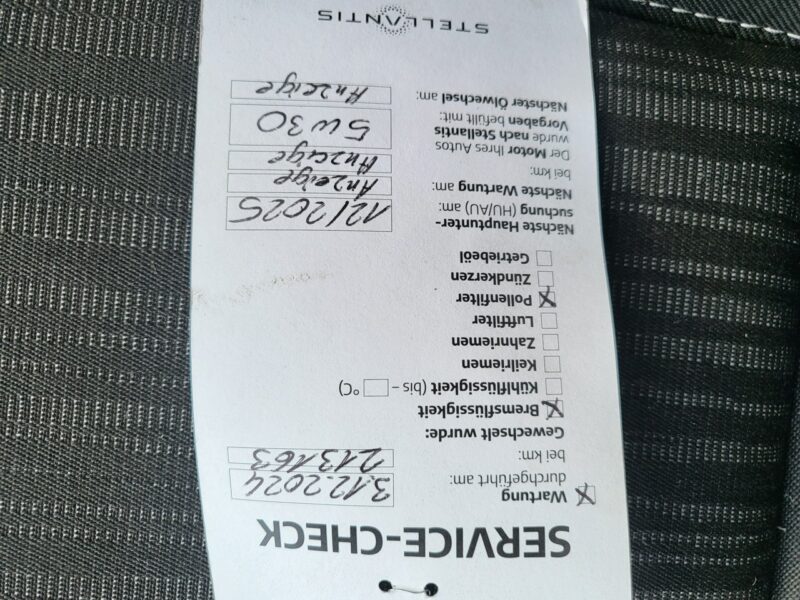 SERVICE-CHECK
Wartung
durchgeführt am: 3.12.2024
bei km: 213163
Gewechselt wurde:
Bremsflüssigkeit
Kühlflüssigkeit (bis – °C)
Keilriemen
Zahnriemen
Luftfilter
Pollenfilter
Zündkerzen
Getriebeöl
Nächste Hauptunter-
suchung (HU/AU) am: 12/2025
Nächste Wartung am: Anzeige
bei km: Anzeige
Der Motor Ihres Autos
wurde nach Stellantis
Vorgaben befüllt mit: 5W30
Nächster Ölwechsel am: Anzeige
STELLANTIS